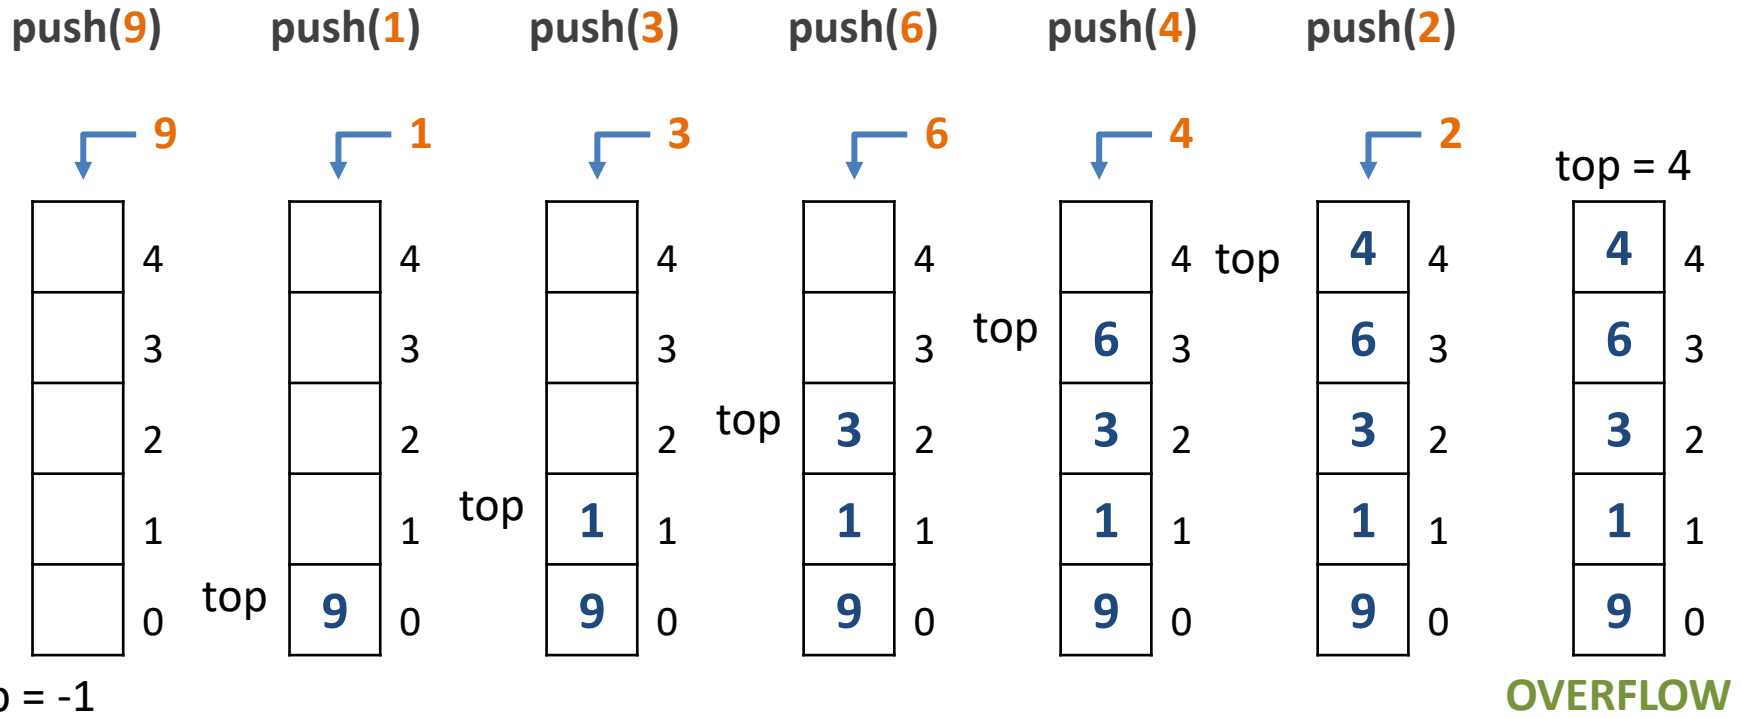 push(9) push(1) push(3) push(6) push(4) push(2)
9 1 3 6 4 2
top = 4
4 4 4 4 4 top 4 4 4 4
3 3 3 3 top 6 3 6 3 6 3
2 2 2 top 3 2 3 2 3 2 3 2
1 1 top 1 1 1 1 1 1 1 1 1 1
0 top 9 0 9 0 9 0 9 0 9 0 9 0
p = -1 OVERFLOW